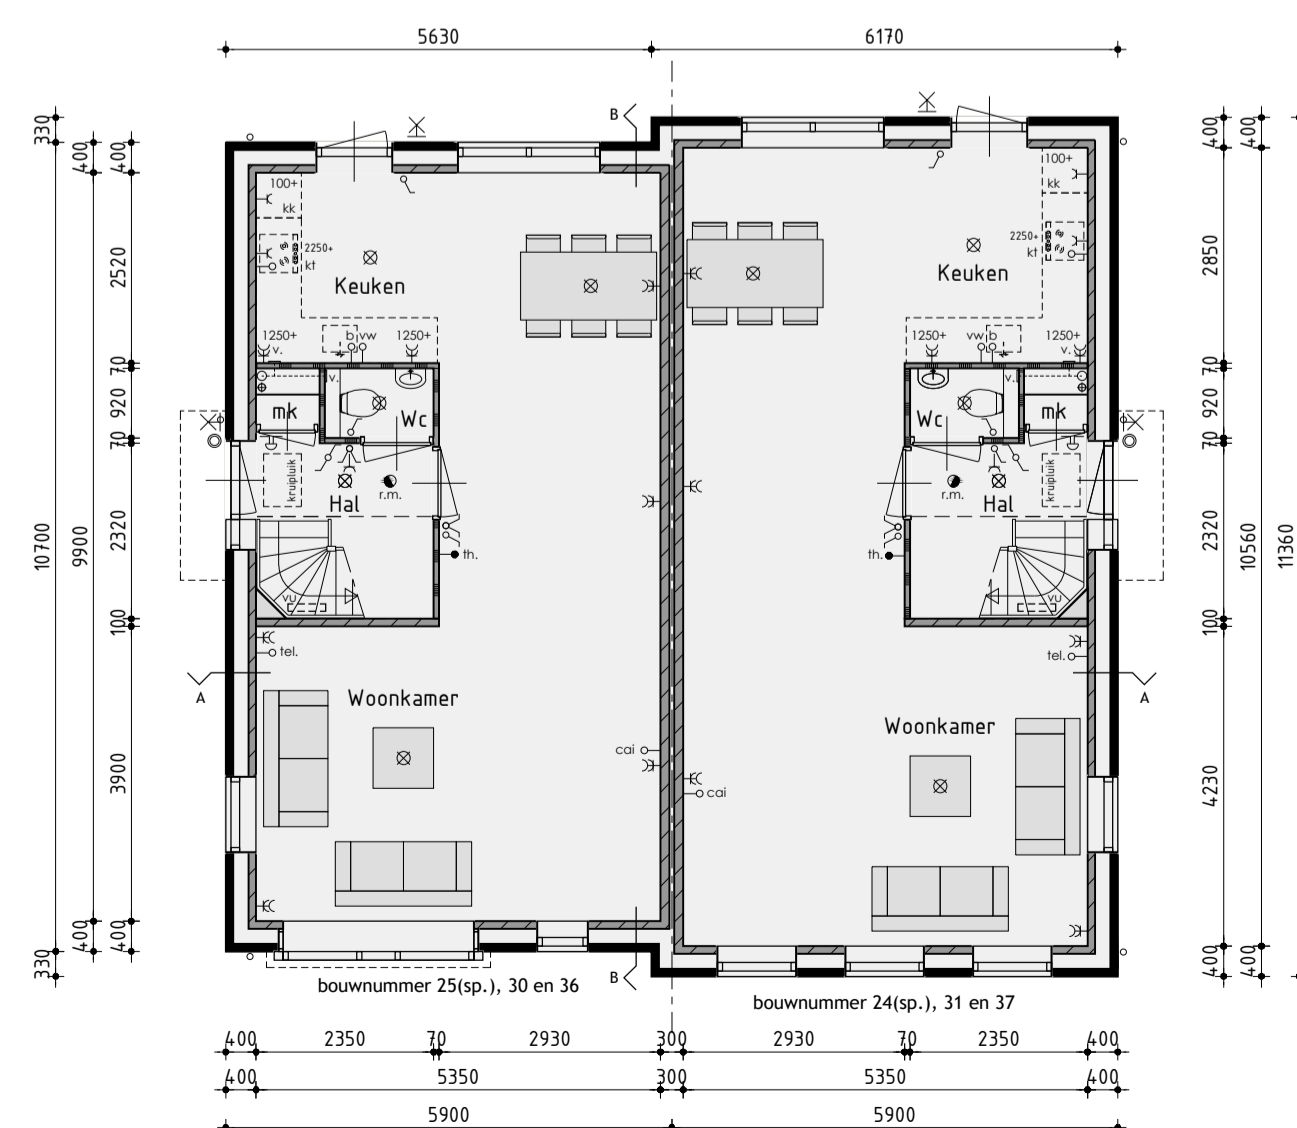 5630 6170
B
330 400 400 400 400
100+ kk 100+ kk
2250+ kt 2250+ kt
2520 2850
Keuken Keuken
1250+ b vw 1250+ 1250+ vw b 1250+
v. v.
70 70
v. v.
920 mk Wc Wc mk 920
70 70
kruipluik r.m. r.m. kruipluik
Hal Hal
10700 9900 2320 2320 10560 11360
th. th.
vu vu
100 100
tel. tel.
A A
Woonkamer Woonkamer
cai
3900 4230
cai
400 400 400 400
330
B
bouwnummer 25(sp.), 30 en 36
bouwnummer 24(sp.), 31 en 37
400 2350 70 2930 300 2930 70 2350 400
400 5350 300 5350 400
5900 5900